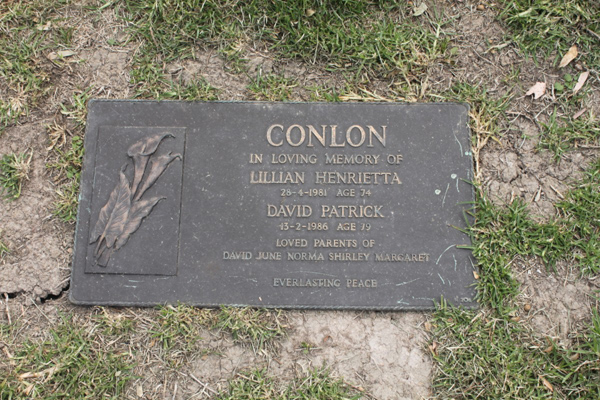 CONLON
IN LOVING MEMORY OF
LILLIAN HENRIETTA
28-4-1981 AGE 74
DAVID PATRICK
13-2-1986 AGE 79
LOVED PARENTS OF
DAVID JUNE NORMA SHIRLEY MARGARET
EVERLASTING PEACE